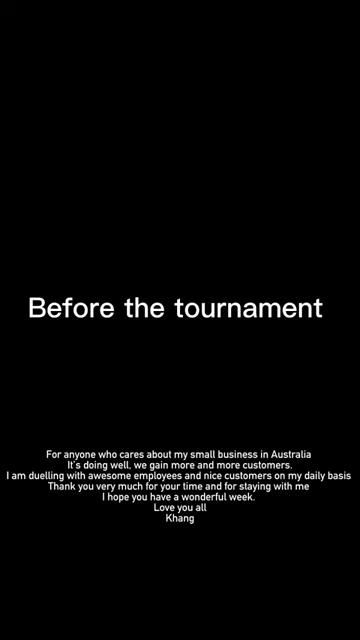 Before the tournament
For anyone who cares about my small business in Australia
It's doing well, we gain more and more customers.
I am duelling with awesome employees and nice customers on my daily basis
Thank you very much for your time and for staying with me
I hope you have a wonderful week.
Love you all
Khang